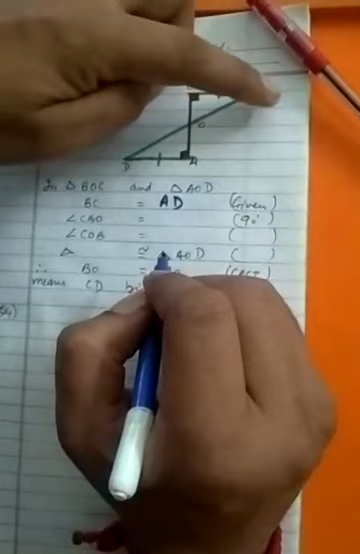 O
D A
In △ BOC and △ AOD
BC = AD (Given)
∠CBO = (90°)
∠COB = ( )
△ ≅ △ AOD ( )
∴ BO = (CPCT)
means CD